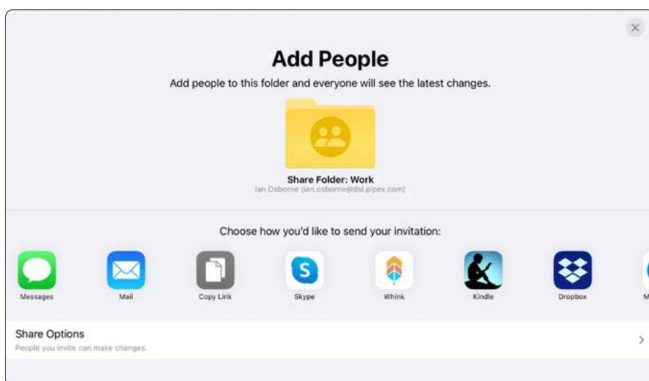 Add People
Add people to this folder and everyone will see the latest changes.
Share Folder: Work
Ian Osborne (ian.osborne@dsl.pipex.com)
Choose how you'd like to send your invitation:
Messages Mail Copy Link Skype Whink Kindle Dropbox M
Share Options
People you invite can make changes.